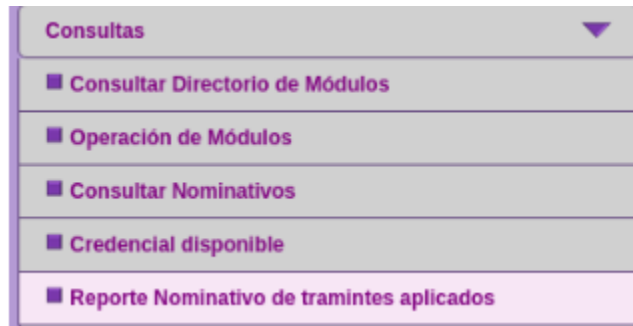 Consultas
Consultar Directorio de Módulos
Operación de Módulos
Consultar Nominativos
Credencial disponible
Reporte Nominativo de tramintes aplicados